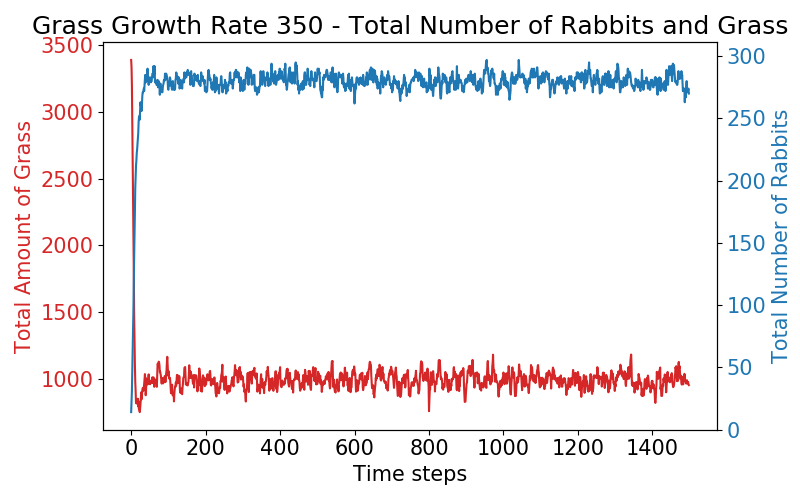 Grass Growth Rate 350 - Total Number of Rabbits and Grass
3500
3000
2500
2000
1500
1000
Total Amount of Grass
300
250
200
150
100
50
0
Total Number of Rabbits
0 200 400 600 800 1000 1200 1400
Time steps